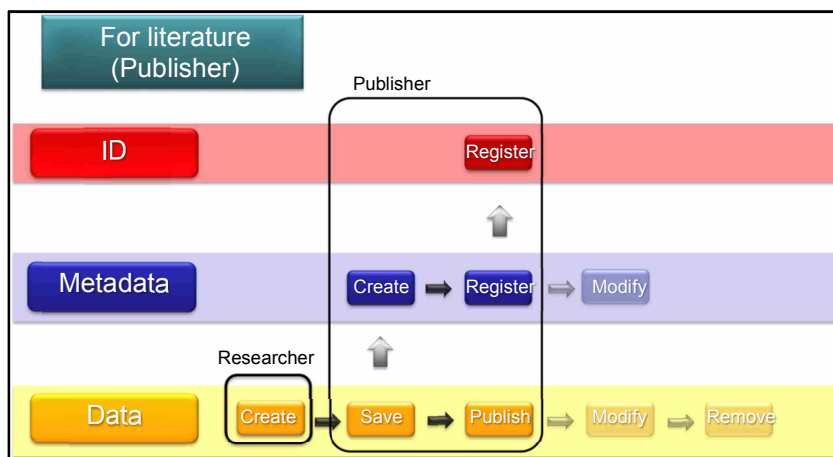 For literature
(Publisher)
Publisher
ID
Register
Metadata
Create
Register
Modify
Researcher
Data
Create
Save
Publish
Modify
Remove